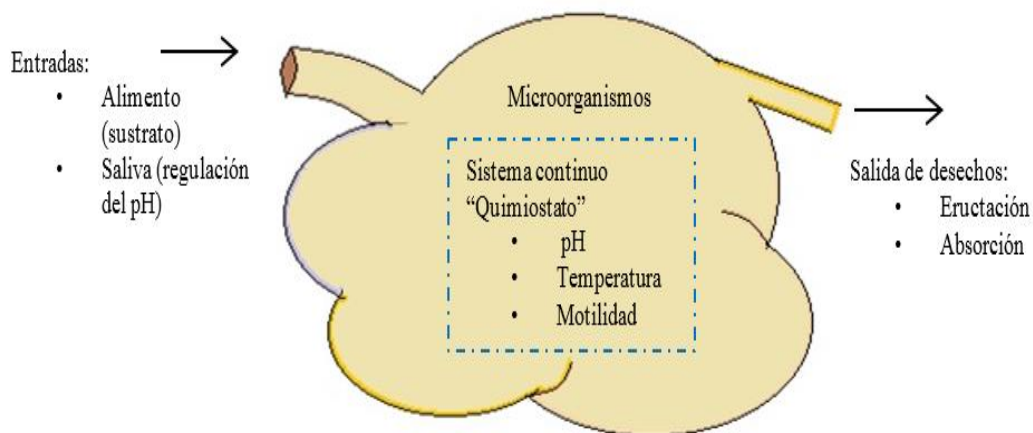 Entradas:
• Alimento
(sustrato)
• Saliva (regulación
del pH)
Microorganismos
Sistema continuo
“Quimiostato”
• pH
• Temperatura
• Motilidad
Salida de desechos:
• Eructación
• Absorción